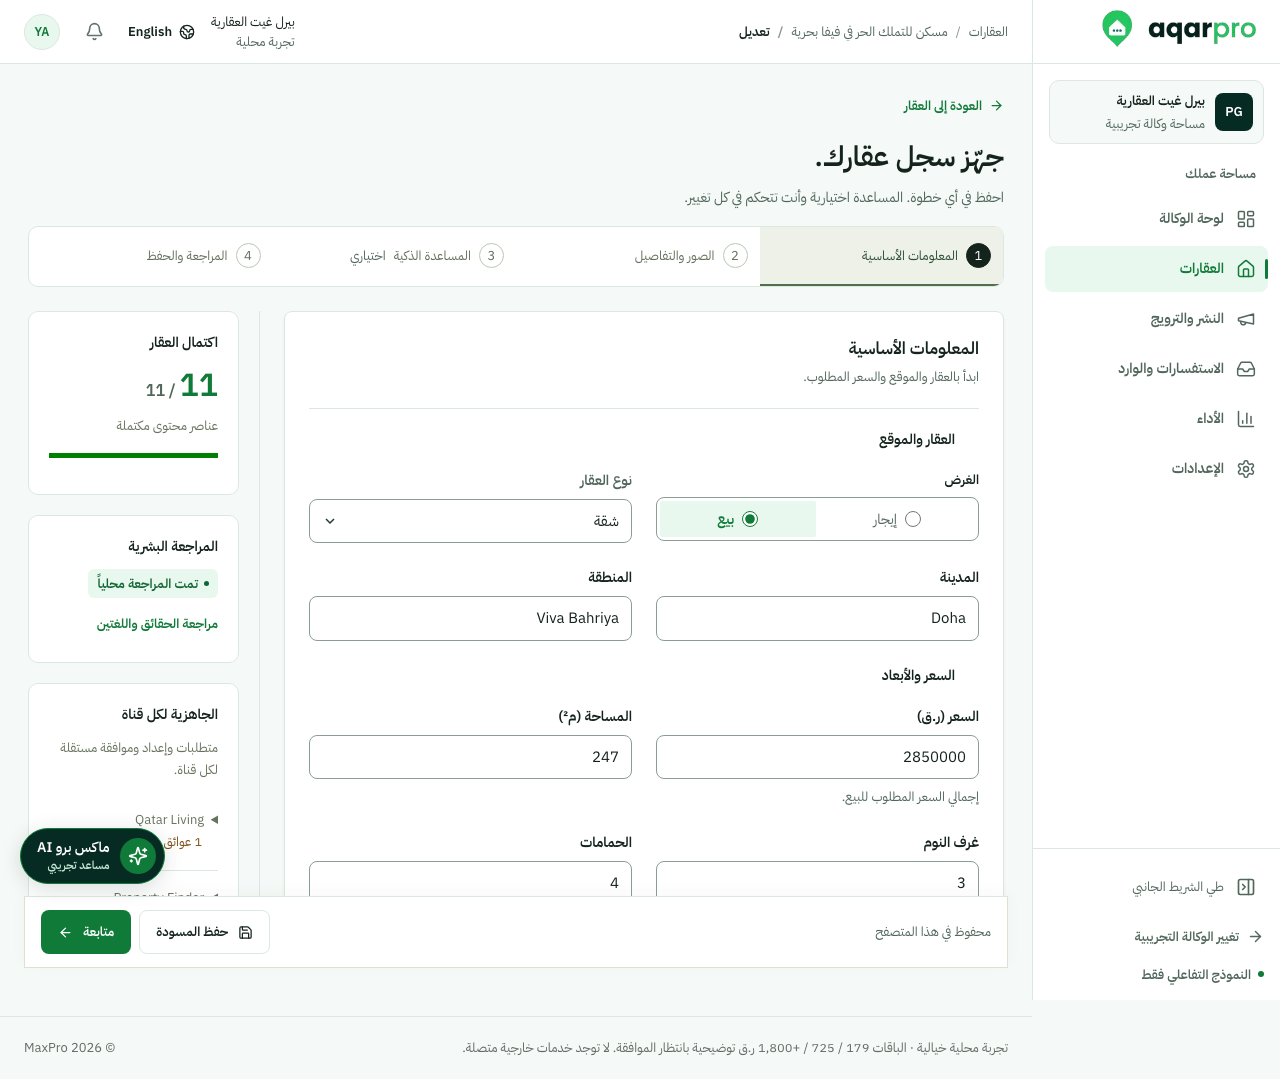 aqarpro
PG
بيرل غيت العقارية
مساحة وكالة تجريبية
مساحة عملك
لوحة الوكالة
العقارات
النشر والترويج
الاستفسارات والوارد
الأداء
الإعدادات
طي الشريط الجانبي
تغيير الوكالة التجريبية
النموذج التفاعلي فقط
العقارات / مسكن للتملك الحر في فيفا بحرية / تعديل
بيرل غيت العقارية
تجربة محلية
English
YA
العودة إلى العقار
جهّز سجل عقارك.
احفظ في أي خطوة. المساعدة اختيارية وأنت تتحكم في كل تغيير.
1 المعلومات الأساسية
2 الصور والتفاصيل
3 المساعدة الذكية اختياري
4 المراجعة والحفظ
المعلومات الأساسية
ابدأ بالعقار والموقع والسعر المطلوب.
العقار والموقع
الغرض
إيجار
بيع
نوع العقار
شقة
المدينة
Doha
المنطقة
Viva Bahriya
السعر والأبعاد
السعر (ر.ق)
2850000
إجمالي السعر المطلوب للبيع.
المساحة (م²)
247
غرف النوم
3
الحمامات
4
اكتمال العقار
11 / 11
عناصر محتوى مكتملة
المراجعة البشرية
تمت المراجعة محلياً
مراجعة الحقائق واللغتين
الجاهزية لكل قناة
متطلبات وإعداد وموافقة مستقلة
لكل قناة.
Qatar Living
1 عوائق
Property Finder
ماكس برو AI
مساعد تجريبي
محفوظ في هذا المتصفح
حفظ المسودة
متابعة
تجربة محلية خيالية · الباقات 179 / 725 / +1,800 ر.ق توضيحية بانتظار الموافقة. لا توجد خدمات خارجية متصلة.
MaxPro 2026 ©